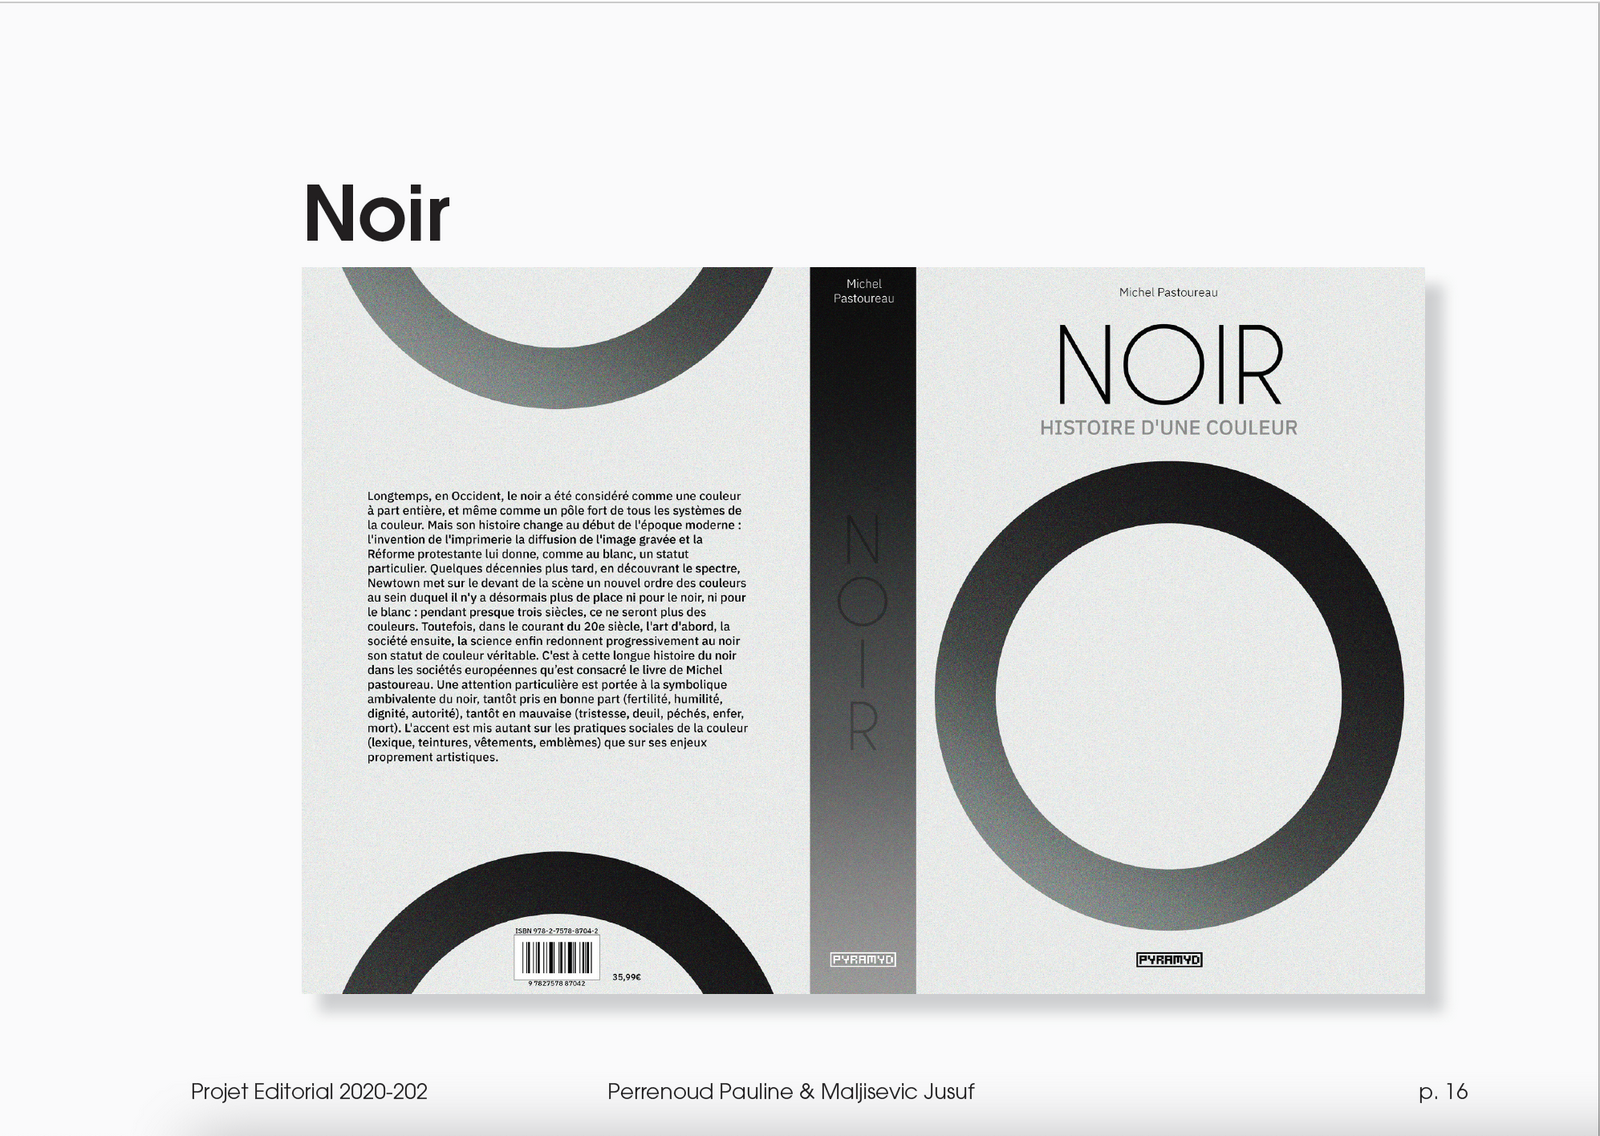 Noir
Longtemps, en Occident, le noir a été considéré comme une couleur
à part entière, et même comme un pôle fort de tous les systèmes de
la couleur. Mais son histoire change au début de l'époque moderne :
l'invention de l'imprimerie la diffusion de l'image gravée et la
Réforme protestante lui donne, comme au blanc, un statut
particulier. Quelques décennies plus tard, en découvrant le spectre,
Newtown met sur le devant de la scène un nouvel ordre des couleurs
au sein duquel il n'y a désormais plus de place ni pour le noir, ni pour
le blanc : pendant presque trois siècles, ce ne seront plus des
couleurs. Toutefois, dans le courant du 20e siècle, l'art d'abord, la
société ensuite, la science enfin redonnent progressivement au noir
son statut de couleur véritable. C'est à cette longue histoire du noir
dans les sociétés européennes qu'est consacré le livre de Michel
pastoureau. Une attention particulière est portée à la symbolique
ambivalente du noir, tantôt pris en bonne part (fertilité, humilité,
dignité, autorité), tantôt en mauvaise (tristesse, deuil, péchés, enfer,
mort). L'accent est mis autant sur les pratiques sociales de la couleur
(lexique, teintures, vêtements, emblèmes) que sur ses enjeux
proprement artistiques.
ISBN 978-2-7578-8704-2
9 7827578 87042
35,99€
Michel
Pastoureau
NOIR
PYRAMYD
Michel Pastoureau
NOIR
HISTOIRE D'UNE COULEUR
PYRAMYD
Projet Editorial 2020-202
Perrenoud Pauline & Maljisevic Jusuf
p. 16